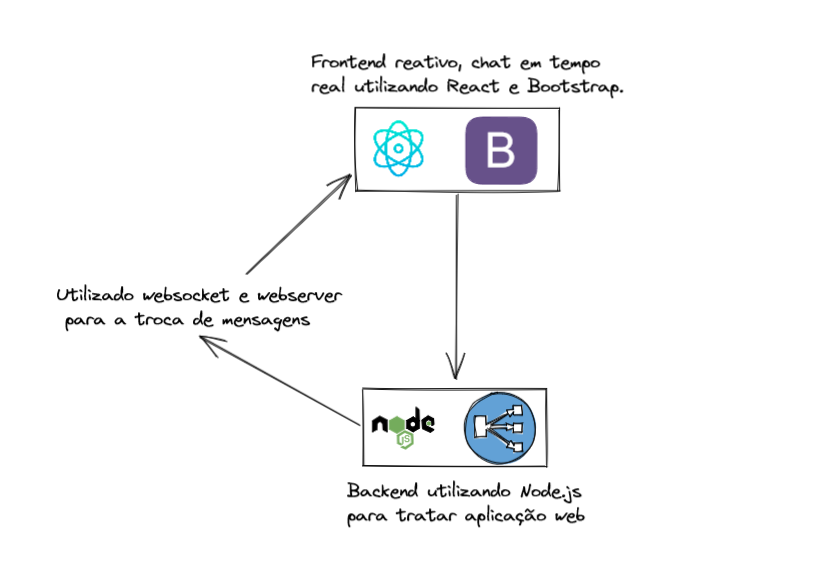 Frontend reativo, chat em tempo
real utilizando React e Bootstrap.
B
Utilizado websocket e webserver
para a troca de mensagens
node
JS
Backend utilizando Node.js
para tratar aplicação web